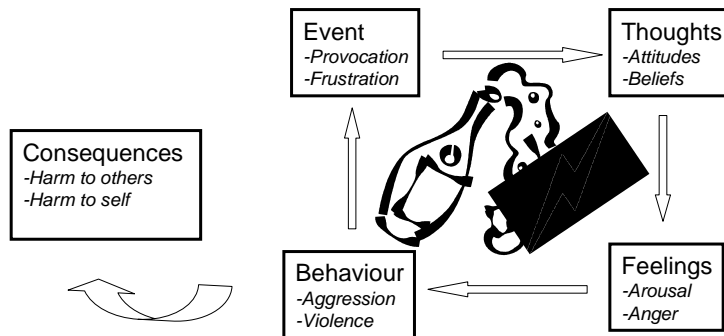 Event
-Provocation
-Frustration
Thoughts
-Attitudes
-Beliefs
Consequences
-Harm to others
-Harm to self
Behaviour
-Aggression
-Violence
Feelings
-Arousal
-Anger